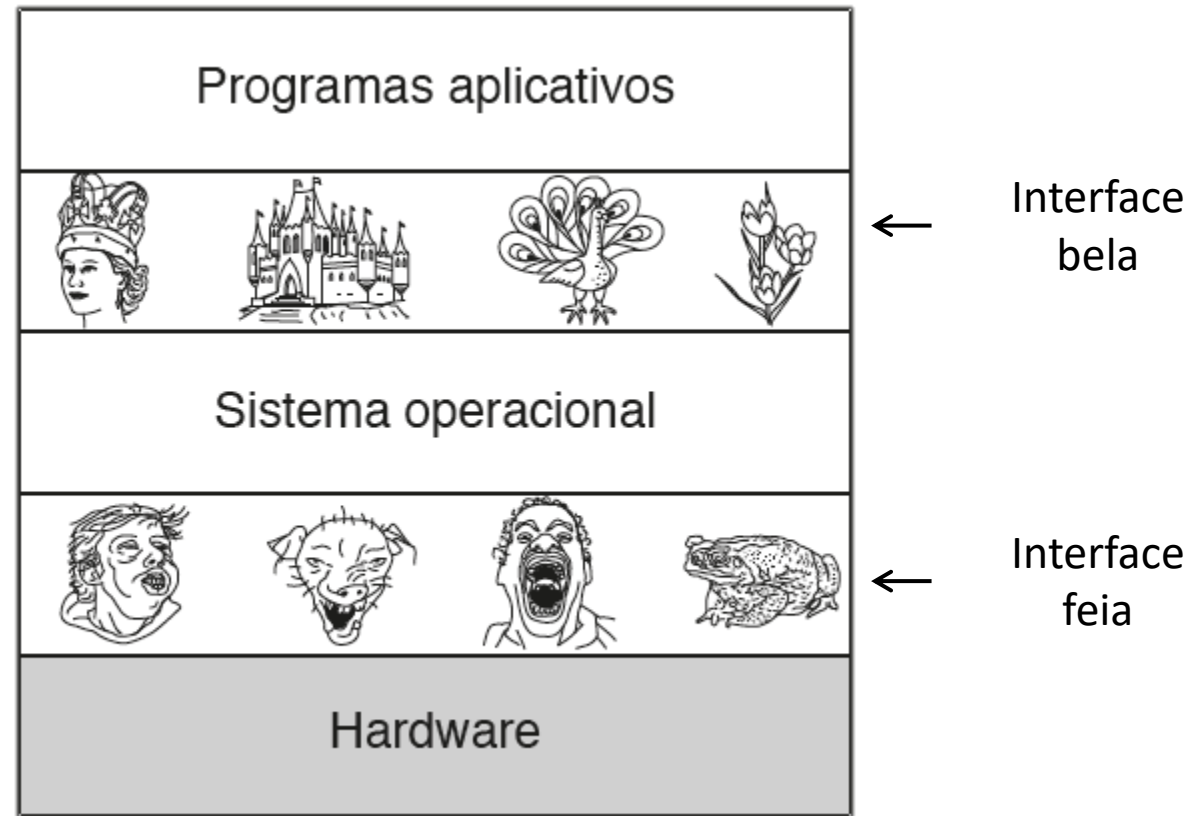 Programas aplicativos
Interface
bela
Sistema operacional
Interface
feia
Hardware